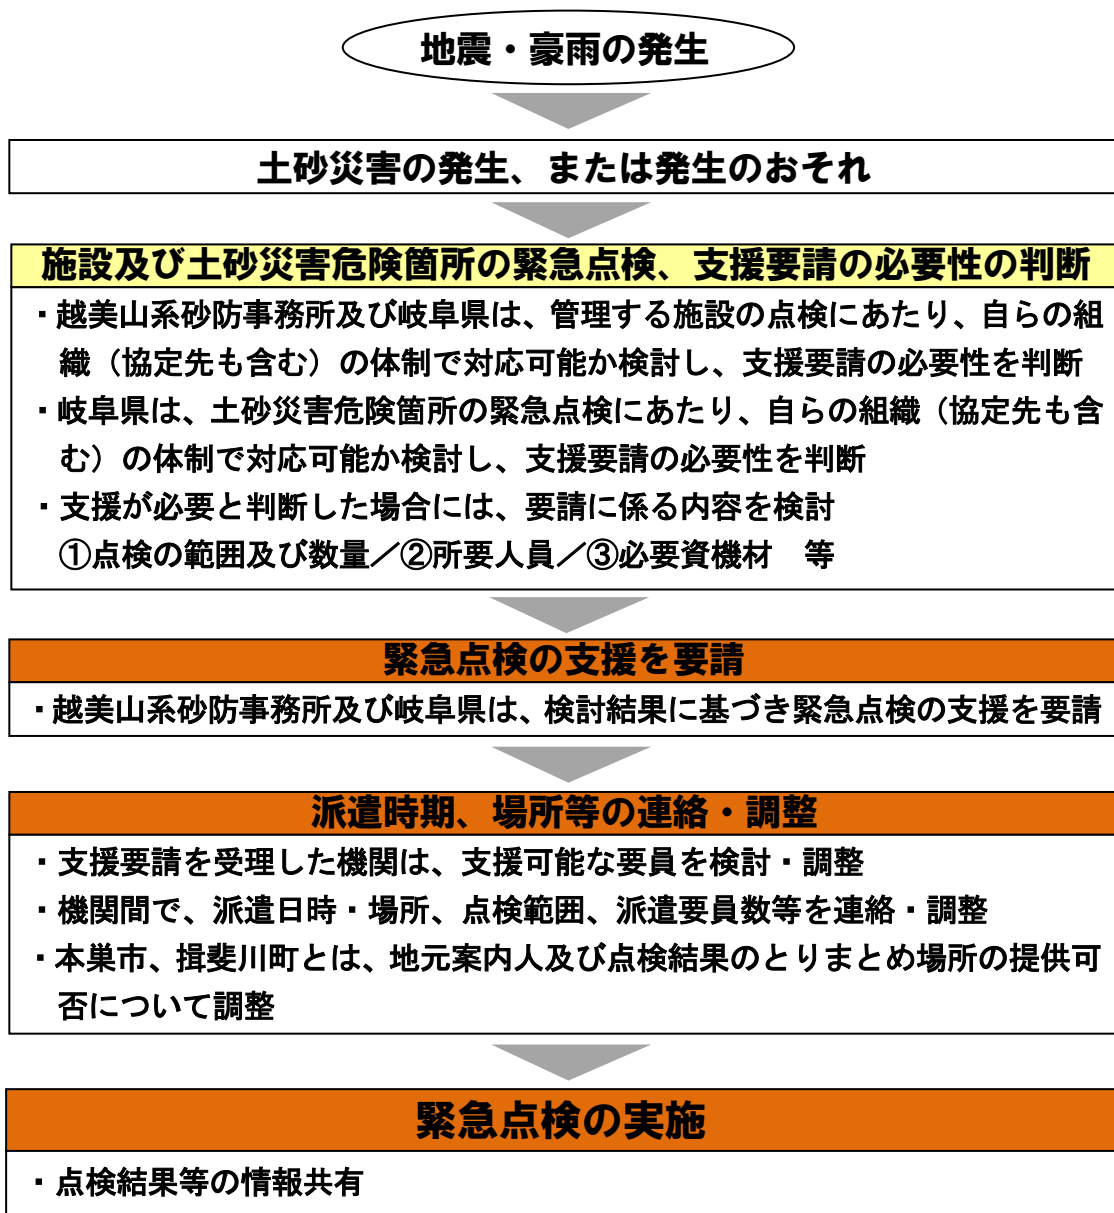 地震・豪雨の発生
土砂災害の発生、または発生のおそれ
施設及び土砂災害危険箇所の緊急点検、支援要請の必要性の判断
・越美山系砂防事務所及び岐阜県は、管理する施設の点検にあたり、自らの組
織（協定先も含む）の体制で対応可能か検討し、支援要請の必要性を判断
・岐阜県は、土砂災害危険箇所の緊急点検にあたり、自らの組織（協定先も含
む）の体制で対応可能か検討し、支援要請の必要性を判断
・支援が必要と判断した場合には、要請に係る内容を検討
①点検の範囲及び数量／②所要人員／③必要資機材　等
緊急点検の支援を要請
・越美山系砂防事務所及び岐阜県は、検討結果に基づき緊急点検の支援を要請
派遣時期、場所等の連絡・調整
・支援要請を受理した機関は、支援可能な要員を検討・調整
・機関間で、派遣日時・場所、点検範囲、派遣要員数等を連絡・調整
・本巣市、揖斐川町とは、地元案内人及び点検結果のとりまとめ場所の提供可
否について調整
緊急点検の実施
・点検結果等の情報共有